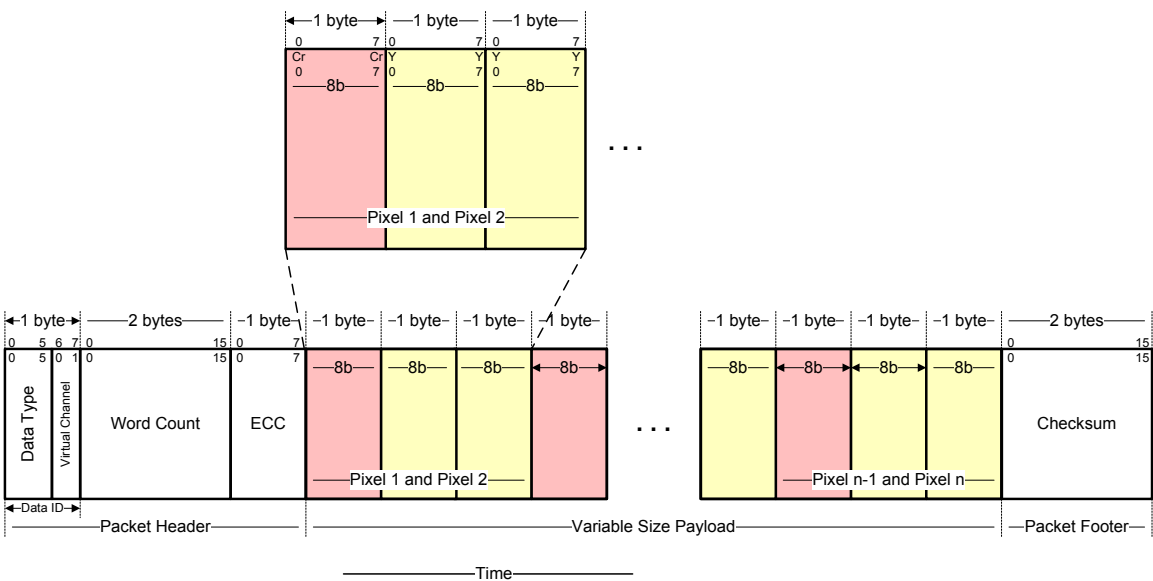 1 byte 1 byte 1 byte
0 7 0 7 0 7
Cr Cr Y Y Y Y
0 7 0 7 0 7
8b 8b 8b
. . .
Pixel 1 and Pixel 2
1 byte 2 bytes 1 byte 1 byte 1 byte 1 byte 1 byte 1 byte 1 byte 1 byte 1 byte 2 bytes
0 5 6 7 0 15 0 7 0 15
0 5 0 1 0 15 0 7 0 15
8b 8b 8b 8b 8b 8b 8b 8b
Data Type
Virtual Channel
Word Count
ECC
. . .
Checksum
Pixel 1 and Pixel 2
Pixel n-1 and Pixel n
Data ID
Packet Header Variable Size Payload Packet Footer
Time